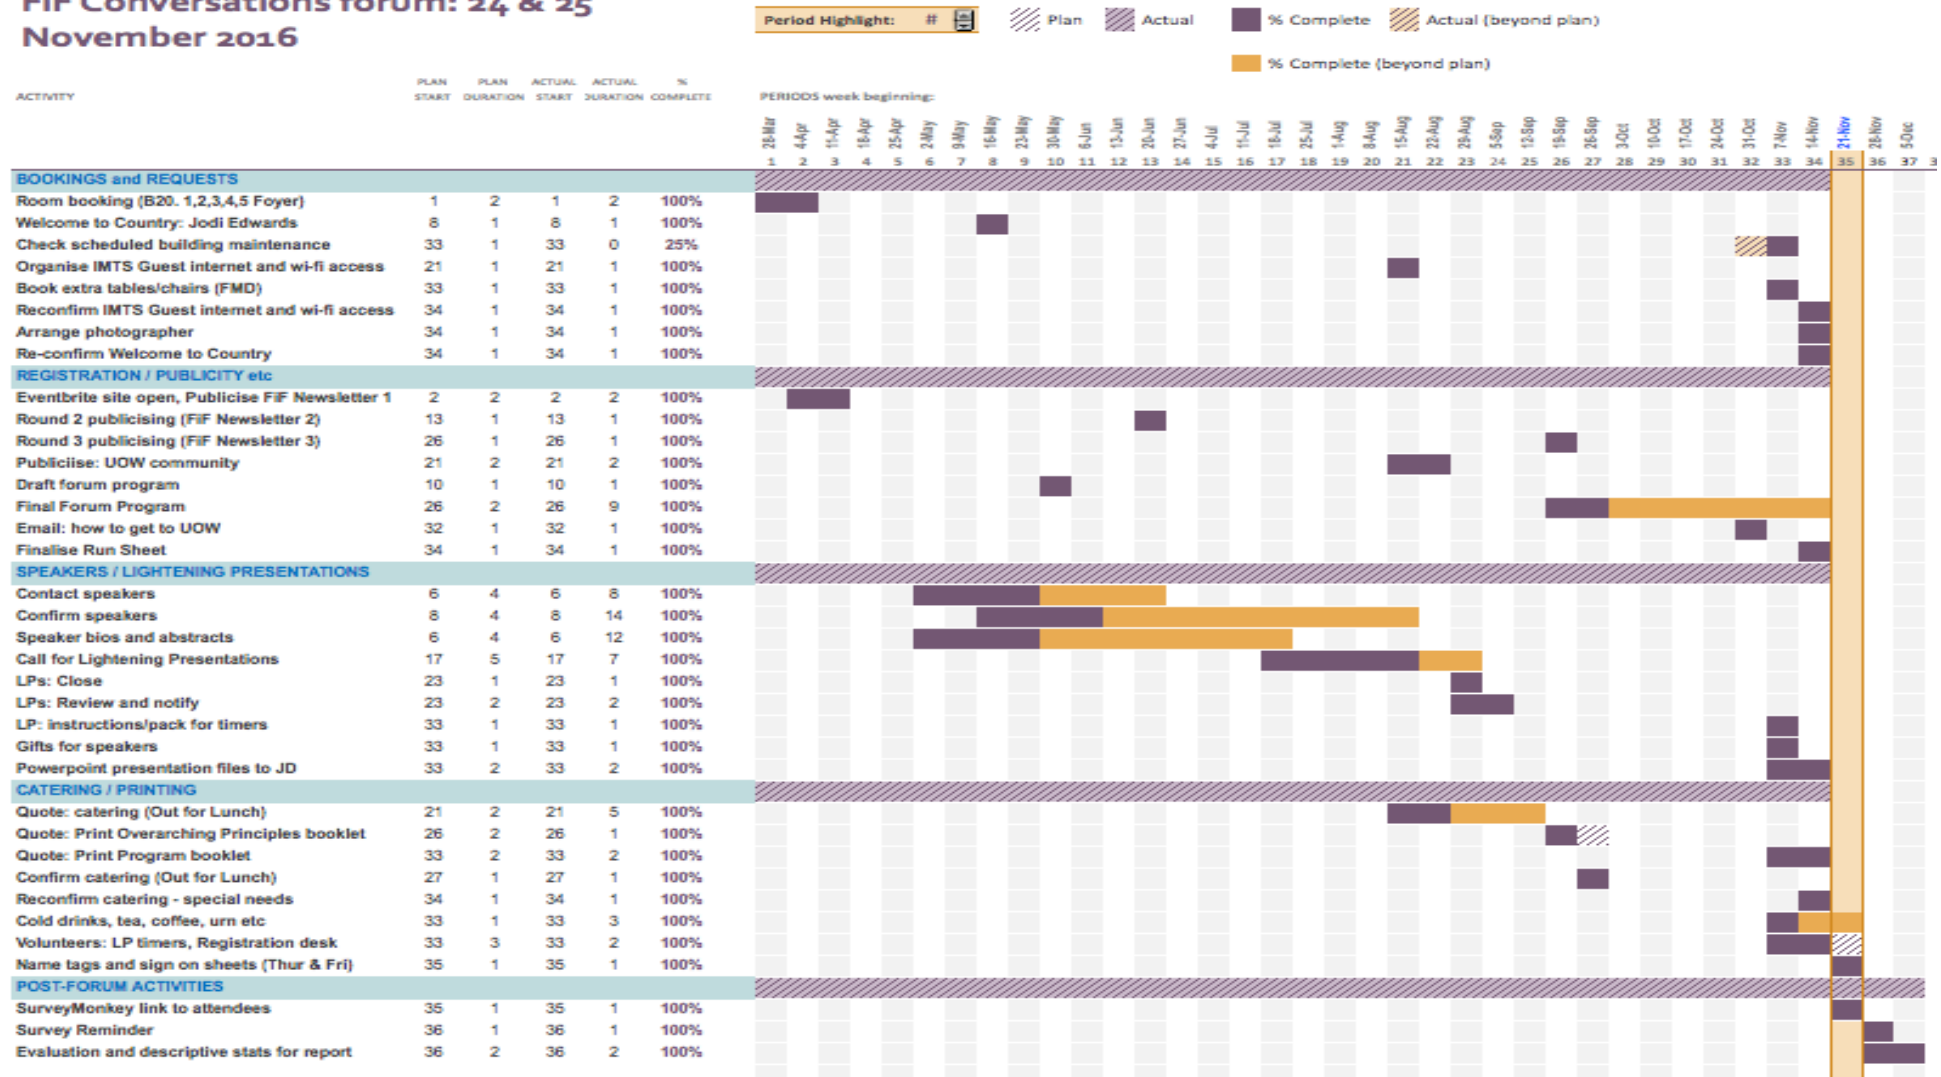 FIF Conversations forum: 24 & 25
November 2016
Period Highlight: #
Plan
Actual
% Complete
Actual (beyond plan)
% Complete (beyond plan)
ACTIVITY
PLAN START
PLAN DURATION
ACTUAL START
ACTUAL DURATION
% COMPLETE
PERIODS week beginning:
28-Mar 4-Apr 11-Apr 18-Apr 25-Apr 2-May 9-May 16-May 23-May 30-May 6-Jun 13-Jun 20-Jun 27-Jun 4-Jul 11-Jul 18-Jul 25-Jul 1-Aug 8-Aug 15-Aug 22-Aug 29-Aug 5-Sep 12-Sep 19-Sep 26-Sep 3-Oct 10-Oct 17-Oct 24-Oct 31-Oct 7-Nov 14-Nov 21-Nov 28-Nov 5-Dec
1 2 3 4 5 6 7 8 9 10 11 12 13 14 15 16 17 18 19 20 21 22 23 24 25 26 27 28 29 30 31 32 33 34 35 36 37
BOOKINGS and REQUESTS
Room booking (B20. 1,2,3,4,5 Foyer) 1 2 1 2 100%
Welcome to Country: Jodi Edwards 8 1 8 1 100%
Check scheduled building maintenance 33 1 33 0 25%
Organise IMTS Guest internet and wi-fi access 21 1 21 1 100%
Book extra tables/chairs (FMD) 33 1 33 1 100%
Reconfirm IMTS Guest internet and wi-fi access 34 1 34 1 100%
Arrange photographer 34 1 34 1 100%
Re-confirm Welcome to Country 34 1 34 1 100%
REGISTRATION / PUBLICITY etc
Eventbrite site open, Publicise FiF Newsletter 1 2 2 2 2 100%
Round 2 publicising (FiF Newsletter 2) 13 1 13 1 100%
Round 3 publicising (FiF Newsletter 3) 26 1 26 1 100%
Publiciise: UOW community 21 2 21 2 100%
Draft forum program 10 1 10 1 100%
Final Forum Program 26 2 26 9 100%
Email: how to get to UOW 32 1 32 1 100%
Finalise Run Sheet 34 1 34 1 100%
SPEAKERS / LIGHTENING PRESENTATIONS
Contact speakers 6 4 6 8 100%
Confirm speakers 8 4 8 14 100%
Speaker bios and abstracts 6 4 6 12 100%
Call for Lightening Presentations 17 5 17 7 100%
LPs: Close 23 1 23 1 100%
LPs: Review and notify 23 2 23 2 100%
LP: instructions/pack for timers 33 1 33 1 100%
Gifts for speakers 33 1 33 1 100%
Powerpoint presentation files to JD 33 2 33 2 100%
CATERING / PRINTING
Quote: catering (Out for Lunch) 21 2 21 5 100%
Quote: Print Overarching Principles booklet 26 2 26 1 100%
Quote: Print Program booklet 33 2 33 2 100%
Confirm catering (Out for Lunch) 27 1 27 1 100%
Reconfirm catering - special needs 34 1 34 1 100%
Cold drinks, tea, coffee, urn etc 33 1 33 3 100%
Volunteers: LP timers, Registration desk 33 3 33 2 100%
Name tags and sign on sheets (Thur & Fri) 35 1 35 1 100%
POST-FORUM ACTIVITIES
SurveyMonkey link to attendees 35 1 35 1 100%
Survey Reminder 36 1 36 1 100%
Evaluation and descriptive stats for report 36 2 36 2 100%